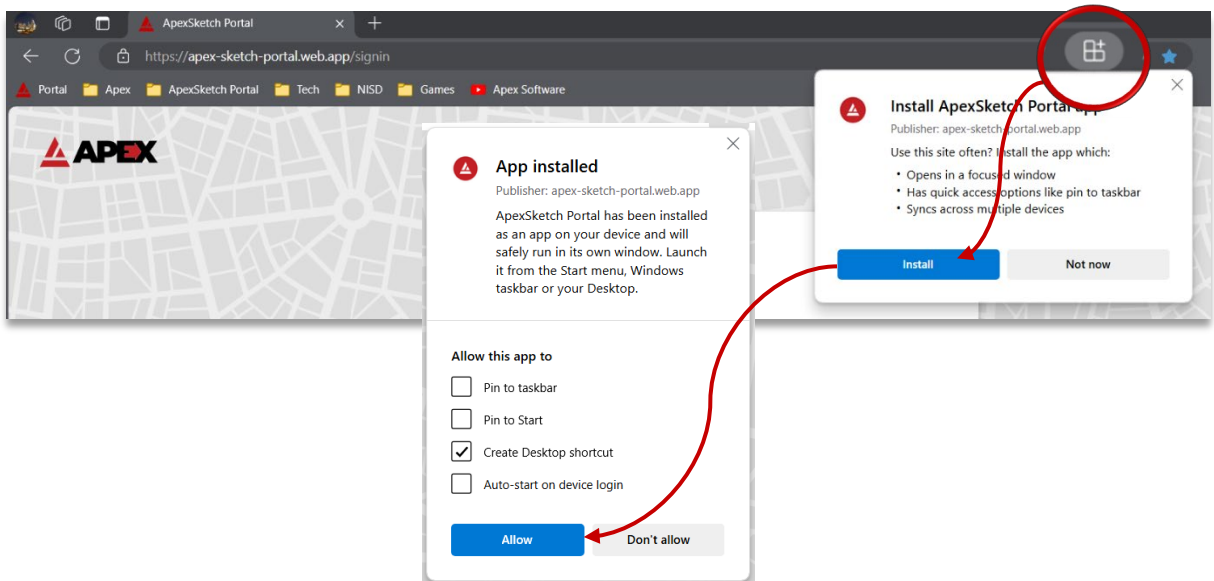 ApexSketch Portal
https://apex-sketch-portal.web.app/signin
Portal
Apex
ApexSketch Portal
Tech
NISD
Games
Apex Software
APEX
Install ApexSketch Portal app
Publisher: apex-sketch-portal.web.app
Use this site often? Install the app which:
• Opens in a focused window
• Has quick access options like pin to taskbar
• Syncs across multiple devices
Install
Not now
App installed
Publisher: apex-sketch-portal.web.app
ApexSketch Portal has been installed
as an app on your device and will
safely run in its own window. Launch
it from the Start menu, Windows
taskbar or your Desktop.
Allow this app to
Pin to taskbar
Pin to Start
Create Desktop shortcut
Auto-start on device login
Allow
Don't allow